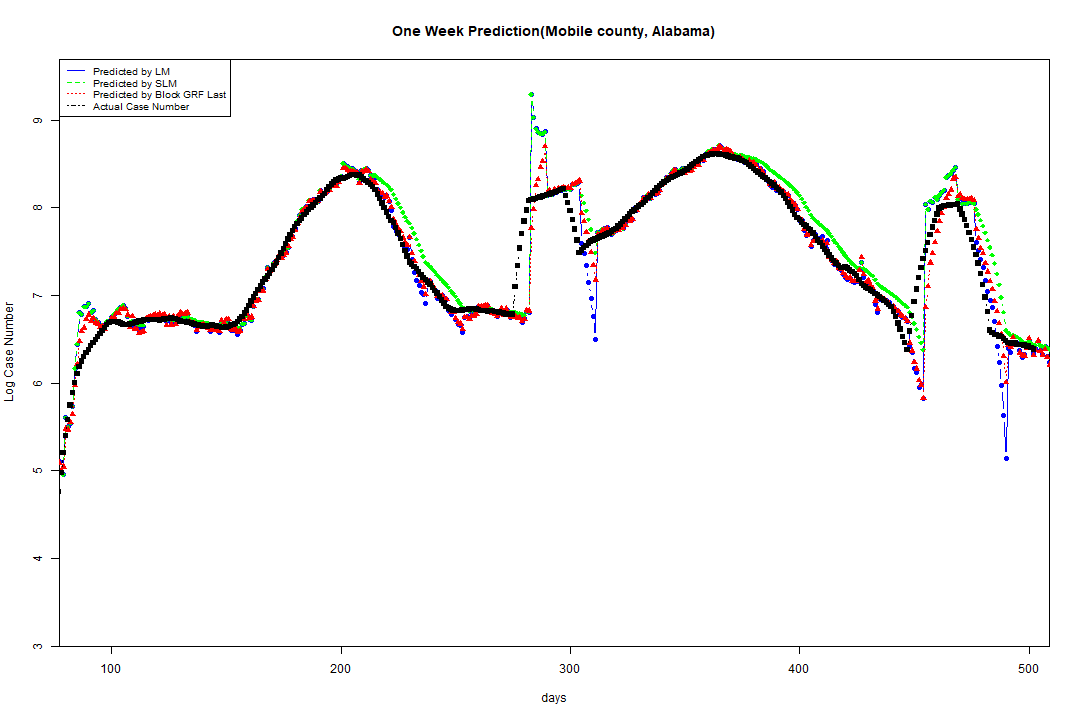 One Week Prediction(Mobile county, Alabama)
Predicted by LM
Predicted by SLM
Predicted by Block GRF Last
Actual Case Number
9
8
7
6
5
4
3
Log Case Number
100 200 300 400 500
days